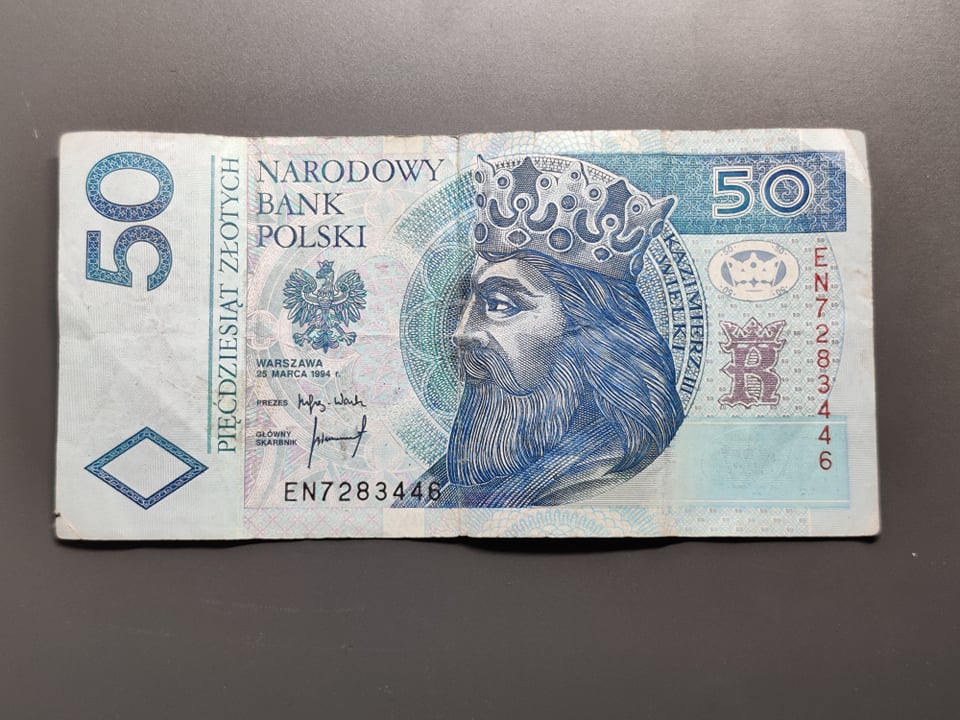 50
PIĘĆDZIESIĄT ZŁOTYCH
NARODOWY
BANK
POLSKI
WARSZAWA
25 MARCA 1994 r.
PREZES
GŁÓWNY
SKARBNIK
EN7283446
KAZIMIERZ III
WIELKI
50
EN7283446